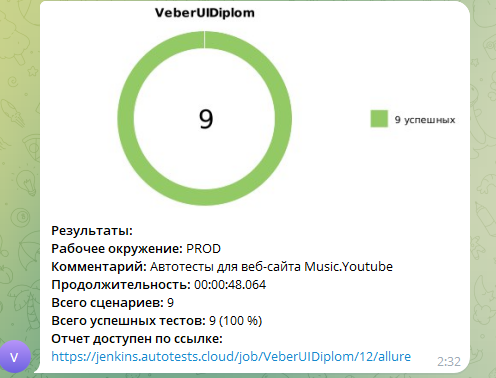 VeberUIDiplom
9
9 успешных
Результаты:
Рабочее окружение: PROD
Комментарий: Автотесты для веб-сайта Music.Youtube
Продолжительность: 00:00:48.064
Всего сценариев: 9
Всего успешных тестов: 9 (100 %)
Отчет доступен по ссылке:
https://jenkins.autotests.cloud/job/VeberUIDiplom/12/allure
V
2:32